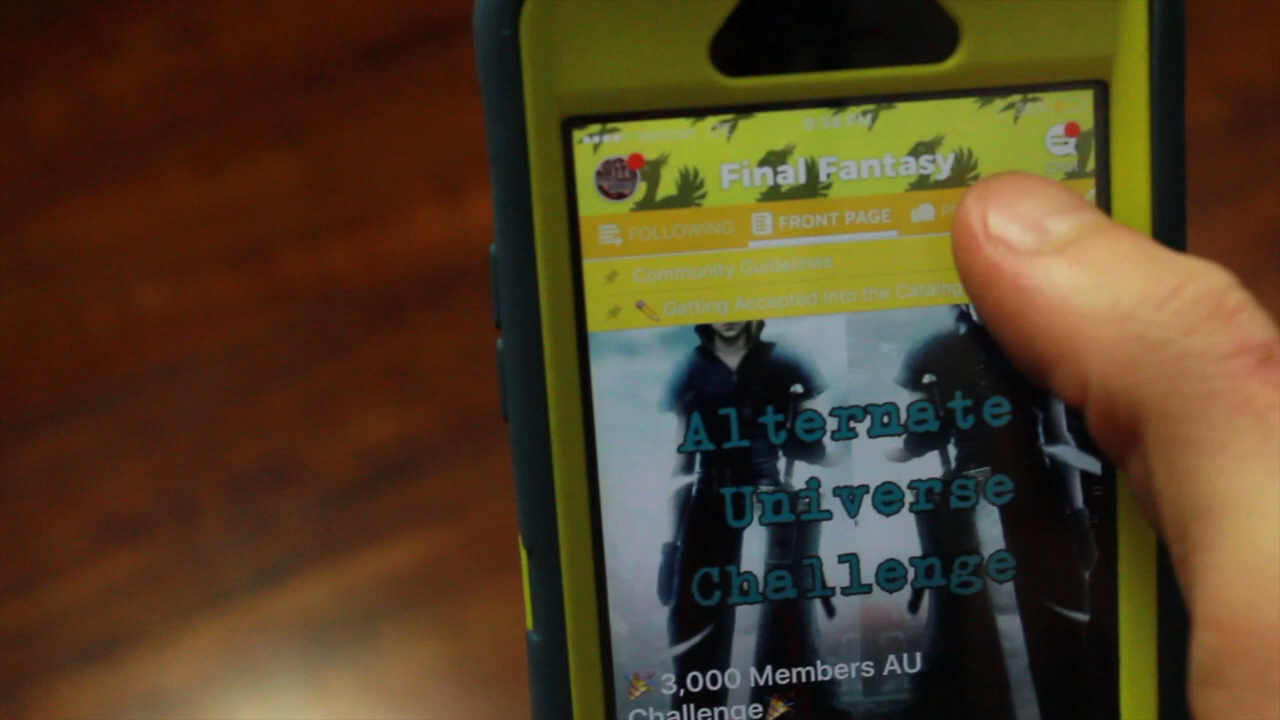 Final Fantasy
FOLLOWING FRONT PAGE
Community Guidelines
Getting Accepted into the Catalog
Alternate
Universe
Challenge
🎉3,000 Members AU
Challenge🎉